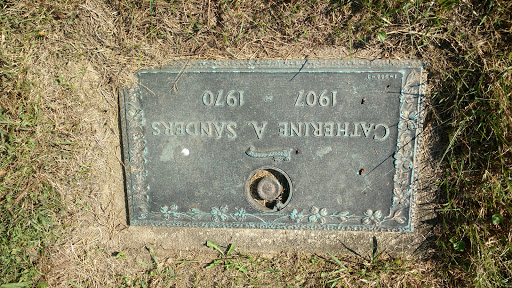 CATHERINE A. SANDERS
1907 - 1970